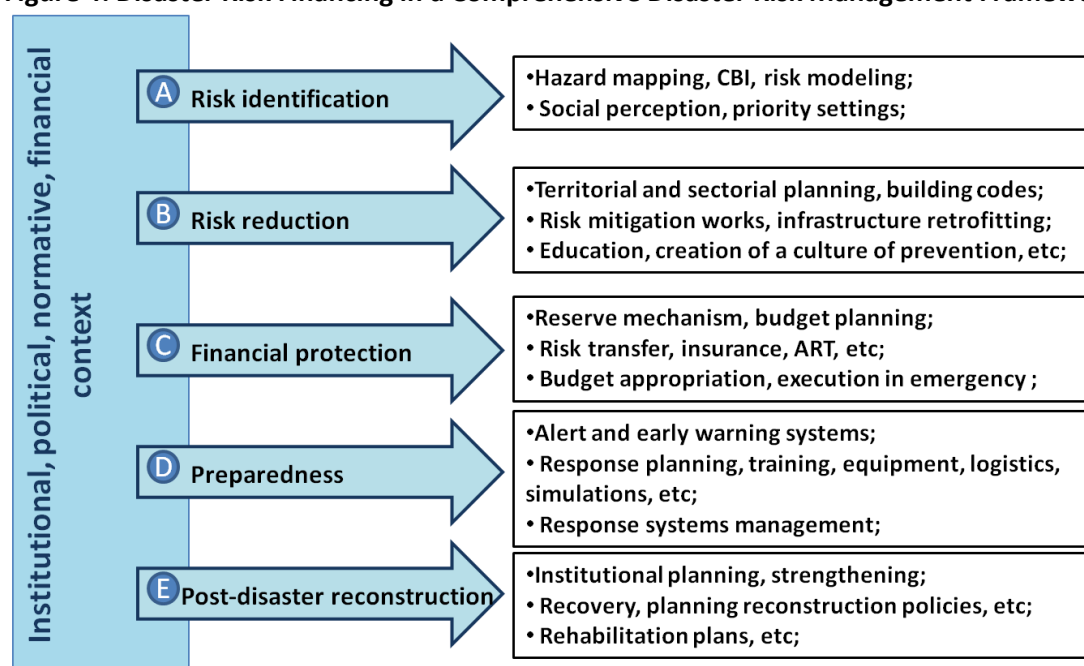 Institutional, political, normative, financial
context
A Risk identification
•Hazard mapping, CBI, risk modeling;
• Social perception, priority settings;
B Risk reduction
•Territorial and sectorial planning, building codes;
• Risk mitigation works, infrastructure retrofitting;
• Education, creation of a culture of prevention, etc;
C Financial protection
•Reserve mechanism, budget planning;
• Risk transfer, insurance, ART, etc;
• Budget appropriation, execution in emergency ;
D Preparedness
•Alert and early warning systems;
• Response planning, training, equipment, logistics,
simulations, etc;
• Response systems management;
E Post-disaster reconstruction
•Institutional planning, strengthening;
• Recovery, planning reconstruction policies, etc;
• Rehabilitation plans, etc;